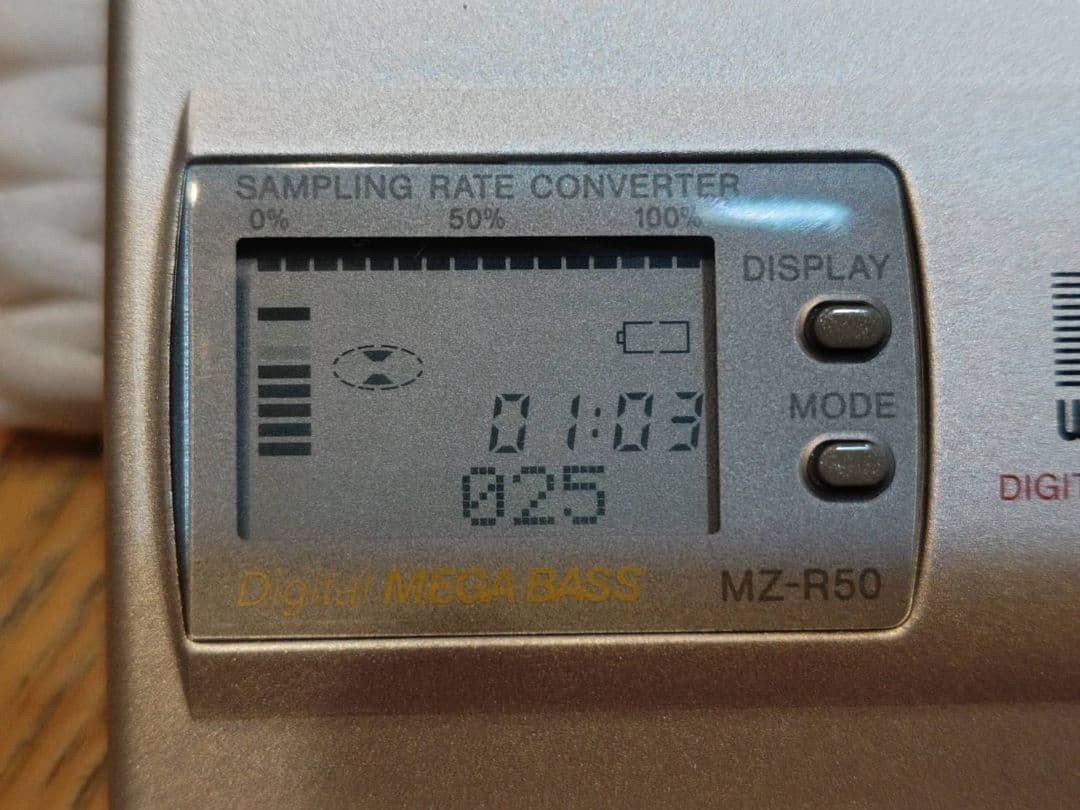 SAMPLING RATE CONVERTER
0% 50% 100%
DISPLAY
01:03
MODE
025
DIGIT
Digital MEGA BASS
MZ-R50